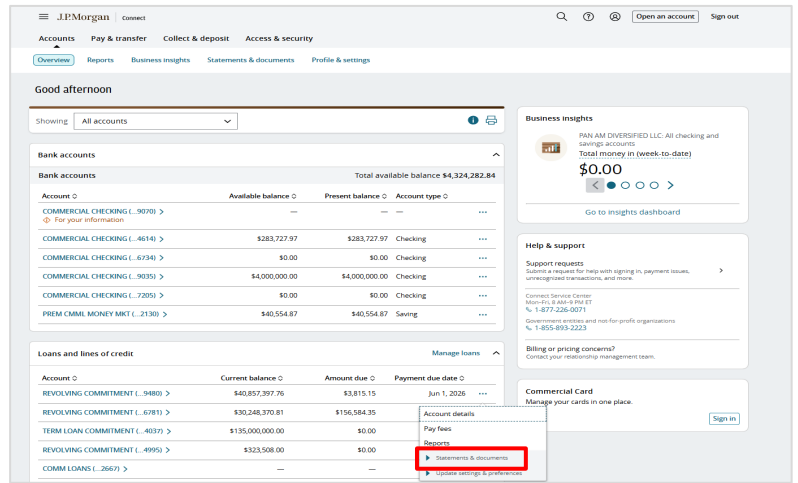 J.P.Morgan | Connect
Open an account Sign out
Accounts Pay & transfer Collect & deposit Access & security
Overview Reports Business insights Statements & documents Profile & settings
Good afternoon
Showing All accounts
Bank accounts
Bank accounts Total available balance $4,324,282.84
Account Available balance Present balance Account type
COMMERCIAL CHECKING (...9070) — — —
For your information
COMMERCIAL CHECKING (...4614) $283,727.97 $283,727.97 Checking
COMMERCIAL CHECKING (...6734) $0.00 $0.00 Checking
COMMERCIAL CHECKING (...9035) $4,000,000.00 $4,000,000.00 Checking
COMMERCIAL CHECKING (...7205) $0.00 $0.00 Checking
PREM CMML MONEY MKT (...2130) $40,554.87 $40,554.87 Saving
Loans and lines of credit Manage loans
Account Current balance Amount due Payment due date
REVOLVING COMMITMENT (...9480) $40,857,397.76 $3,815.15 Jun 1, 2026
REVOLVING COMMITMENT (...6781) $30,248,370.81 $156,584.35
TERM LOAN COMMITMENT (...4037) $135,000,000.00 $0.00
REVOLVING COMMITMENT (...4995) $323,508.00 $0.00
COMM LOANS (...2667) — —
Account details
Pay fees
Reports
Statements & documents
Update settings & preferences
Business insights
PAN AM DIVERSIFIED LLC: All checking and
savings accounts
Total money in (week-to-date)
$0.00
Go to insights dashboard
Help & support
Support requests
Submit a request for help with signing in, payment issues,
unrecognized transactions, and more.
Connect Service Center
Mon–Fri, 8 AM–9 PM ET
1-877-226-0071
Government entities and not-for-profit organizations
1-855-893-2223
Billing or pricing concerns?
Contact your relationship management team.
Commercial Card
Manage your cards in one place.
Sign in